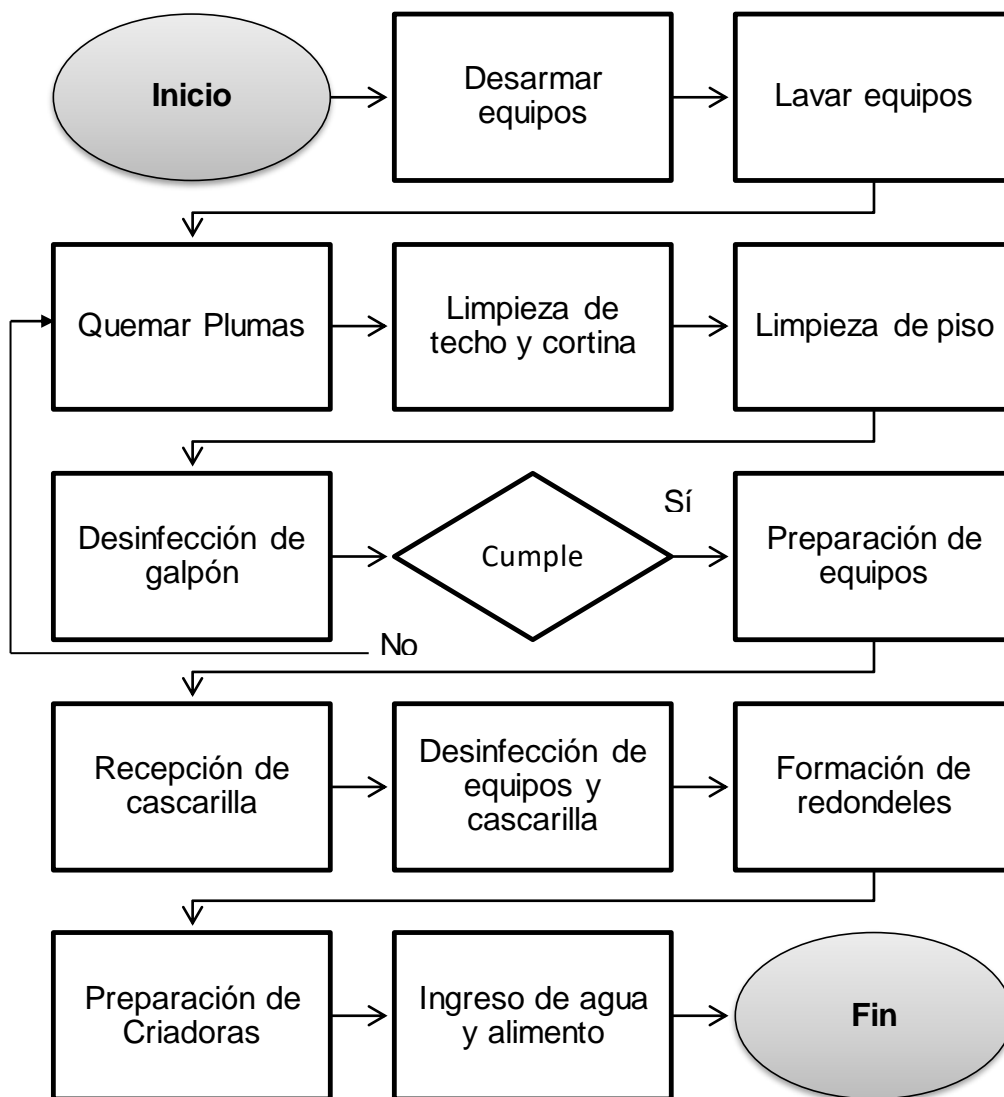 Inicio
Desarmar
equipos
Lavar equipos
Quemar Plumas
Limpieza de
techo y cortina
Limpieza de piso
Desinfección de
galpón
Cumple
Sí
Preparación de
equipos
No
Recepción de
cascarilla
Desinfección de
equipos y
cascarilla
Formación de
redondeles
Preparación de
Criadoras
Ingreso de agua
y alimento
Fin